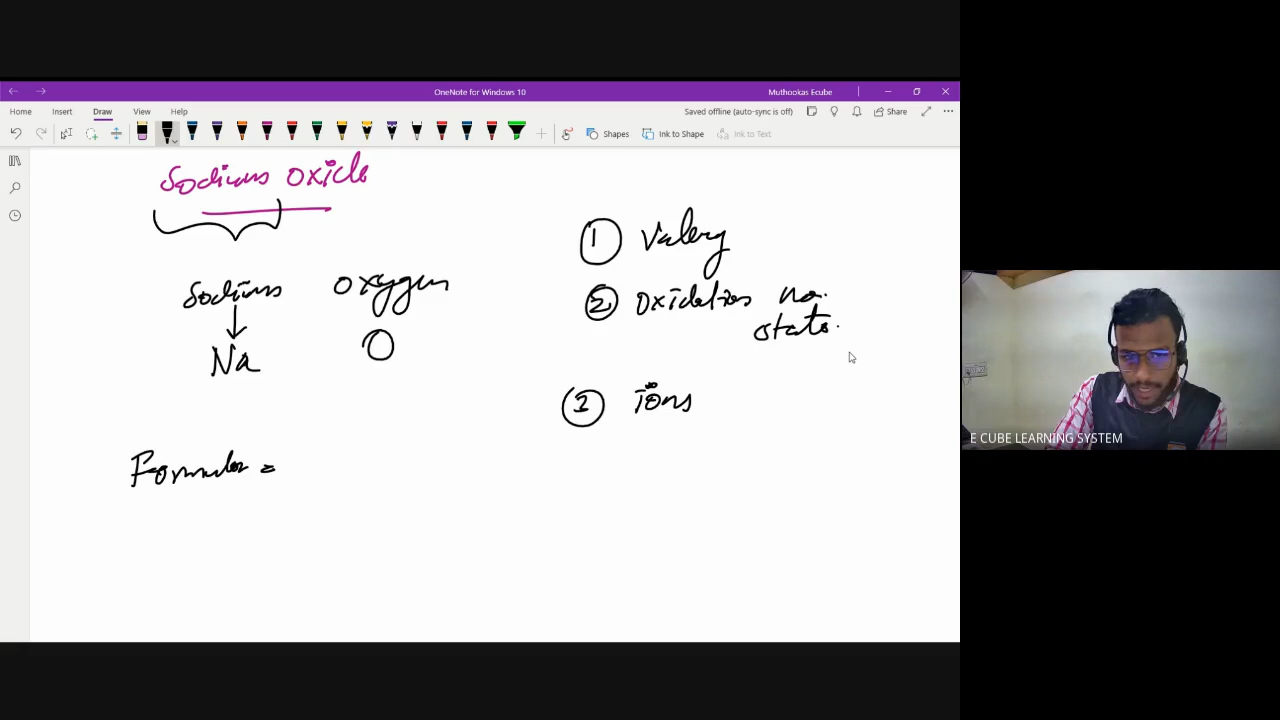 OneNote for Windows 10
Muthookas Ecube
Home Insert Draw View Help
Saved offline (auto-sync is off)
Share
Shapes
Ink to Shape
Ink to Text
Sodium oxide
Sodium oxygen
Na O
Formula =
1 Valency
2 oxidation no.
state.
ions
E CUBE LEARNING SYSTEM